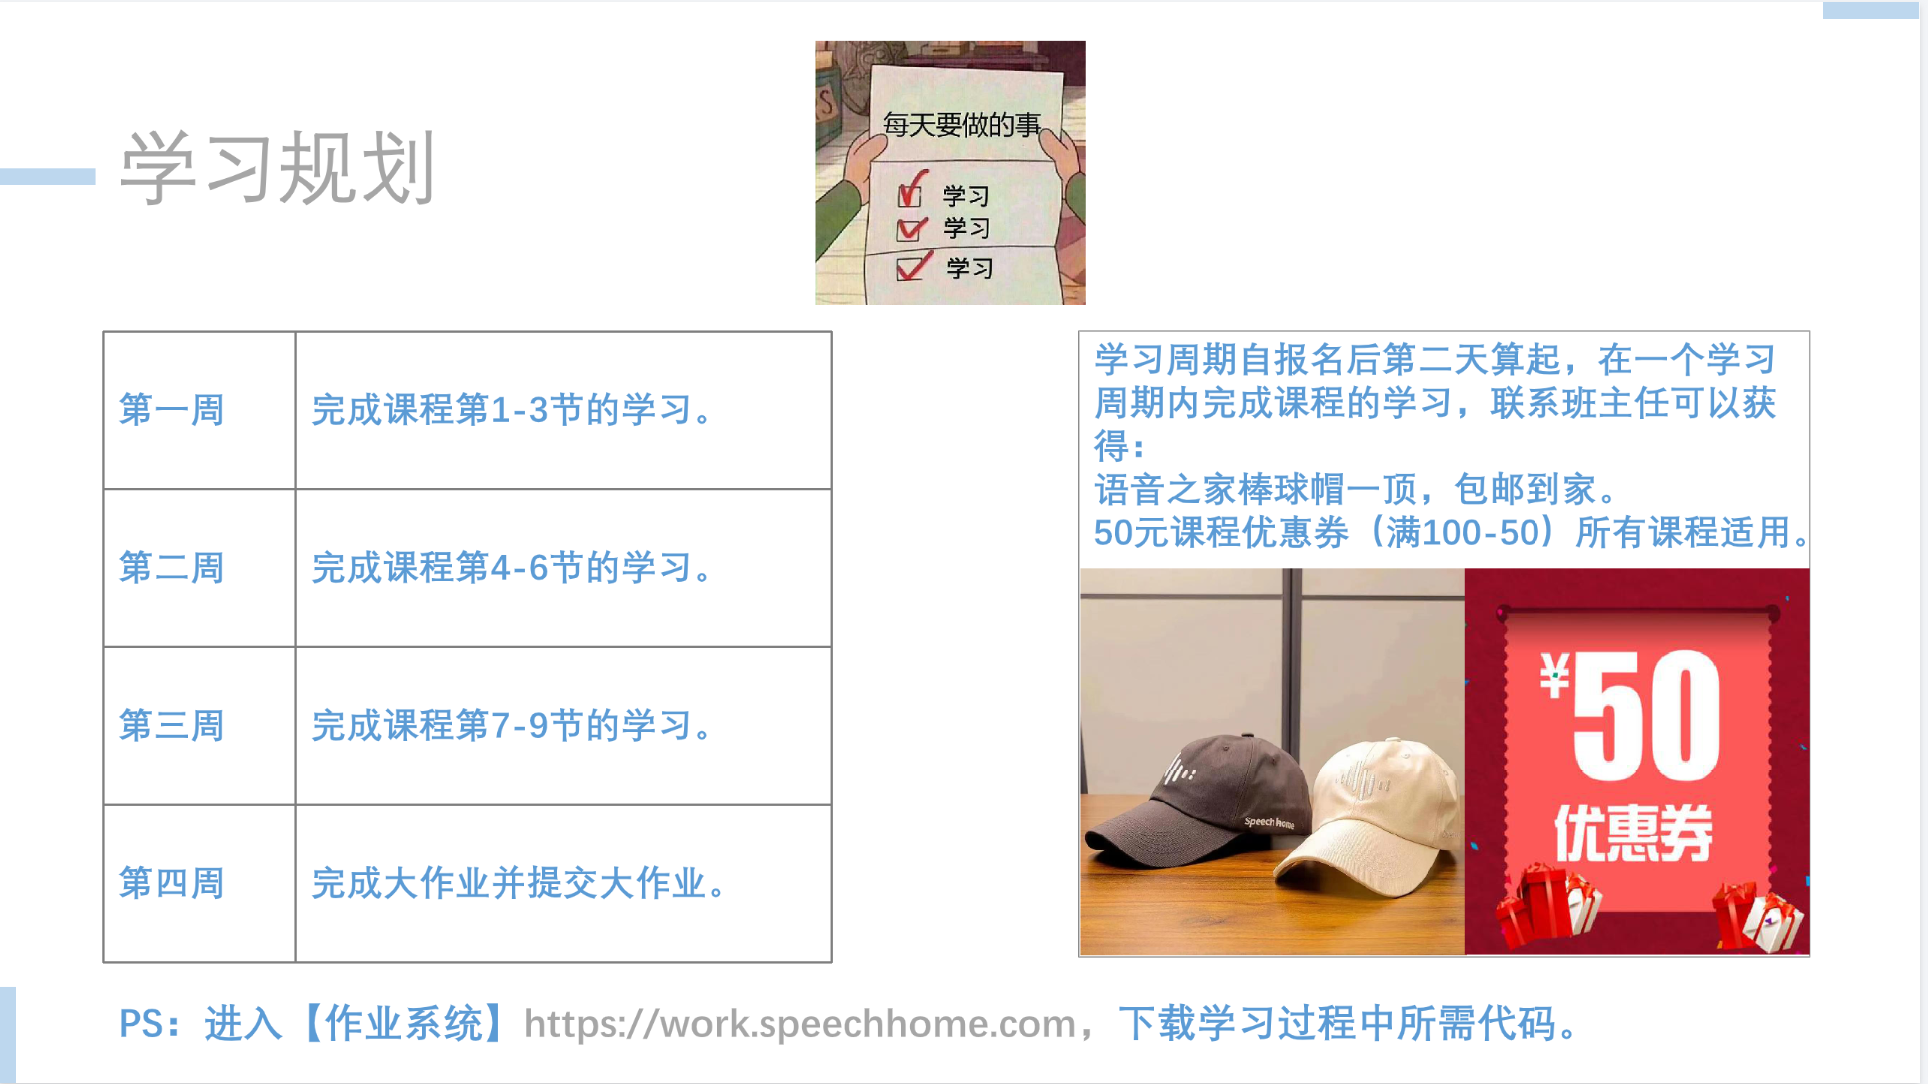 每天要做的事
学习
学习
学习
学习规划
第一周 完成课程第1-3节的学习。
第二周 完成课程第4-6节的学习。
第三周 完成课程第7-9节的学习。
第四周 完成大作业并提交大作业。
学习周期自报名后第二天算起，在一个学习
周期内完成课程的学习，联系班主任可以获
得：
语音之家棒球帽一顶，包邮到家。
50元课程优惠券（满100-50）所有课程适用。
Speech home
¥50
优惠券
PS：进入【作业系统】https://work.speechhome.com，下载学习过程中所需代码。